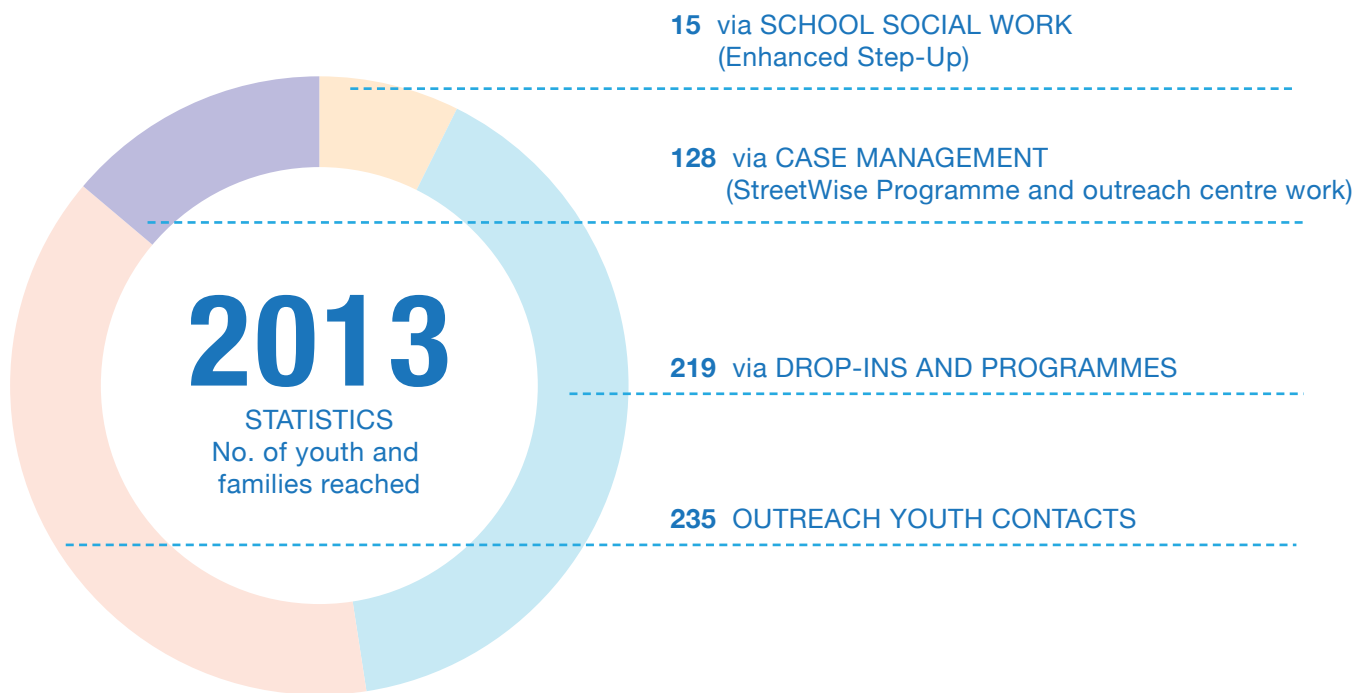 15 via SCHOOL SOCIAL WORK
(Enhanced Step-Up)
128 via CASE MANAGEMENT
(StreetWise Programme and outreach centre work)
2013
STATISTICS
No. of youth and
families reached
219 via DROP-INS AND PROGRAMMES
235 OUTREACH YOUTH CONTACTS